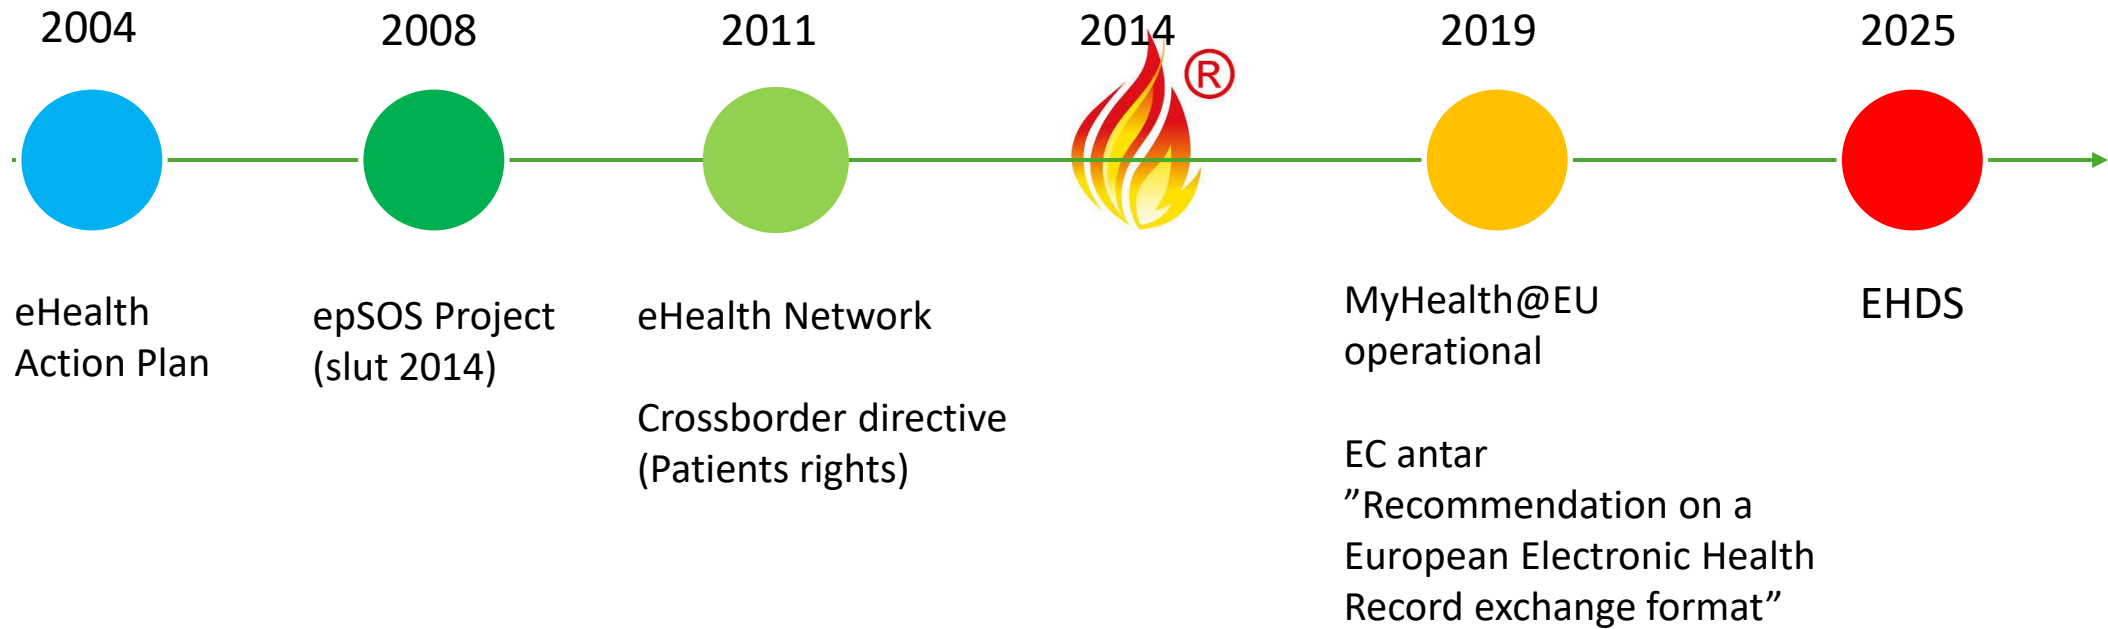 2004
2008
2011
2014
2019
2025
®
eHealth
Action Plan
epSOS Project
(slut 2014)
eHealth Network
Crossborder directive
(Patients rights)
MyHealth@EU
operational
EC antar
”Recommendation on a
European Electronic Health
Record exchange format”
EHDS